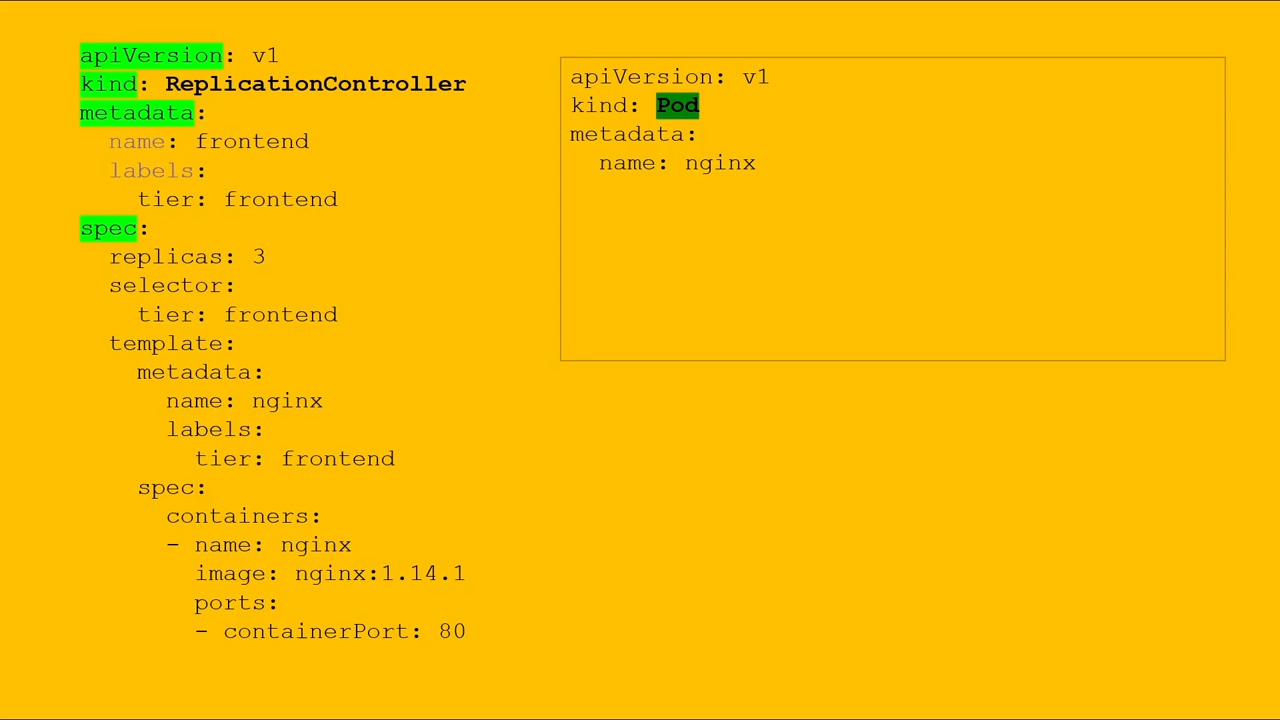 apiVersion: v1
kind: ReplicationController
metadata:
  name: frontend
  labels:
    tier: frontend
spec:
  replicas: 3
  selector:
    tier: frontend
  template:
    metadata:
      name: nginx
      labels:
        tier: frontend
    spec:
      containers:
      - name: nginx
        image: nginx:1.14.1
        ports:
        - containerPort: 80
apiVersion: v1
kind: Pod
metadata:
  name: nginx